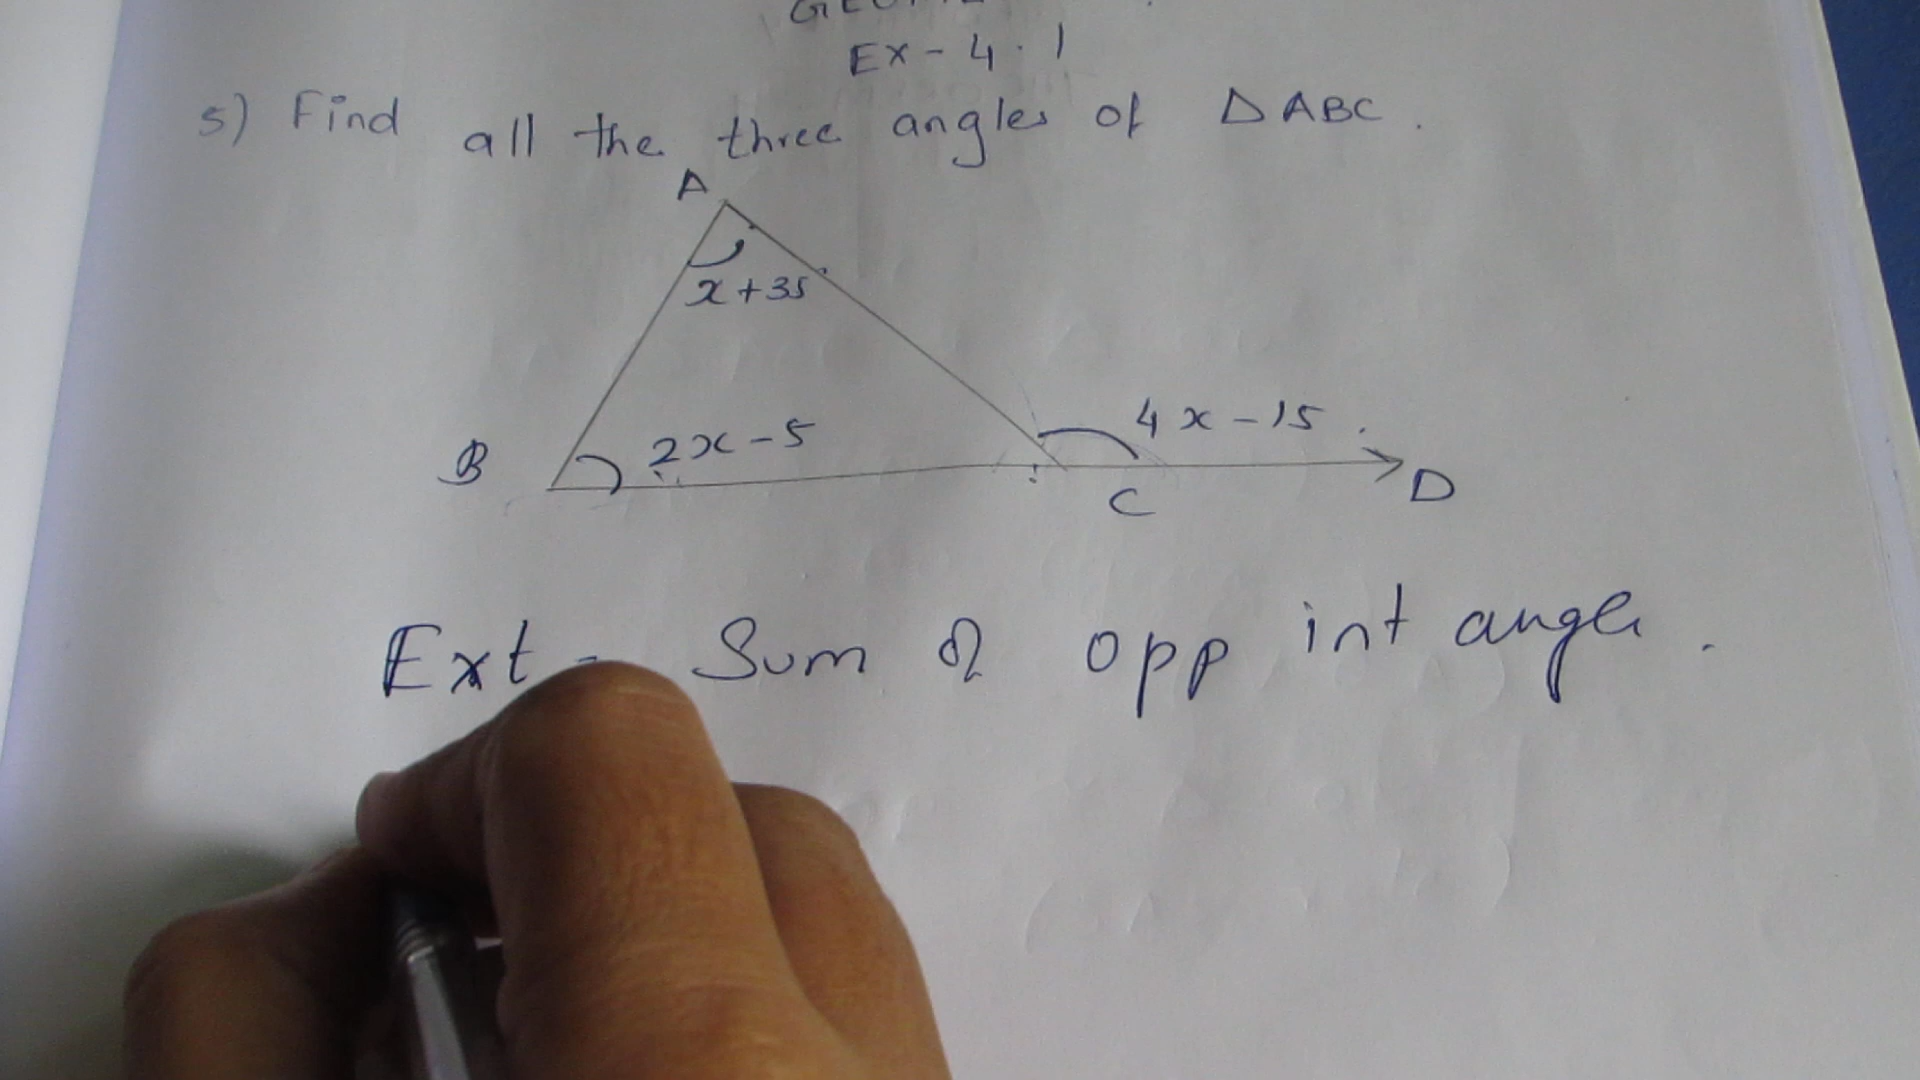 Ex - 4.1
5) Find all the three angles of △ ABC.
A
x+35
B
2x-5
4x-15.
C
D
Ext = Sum of opp int angle.